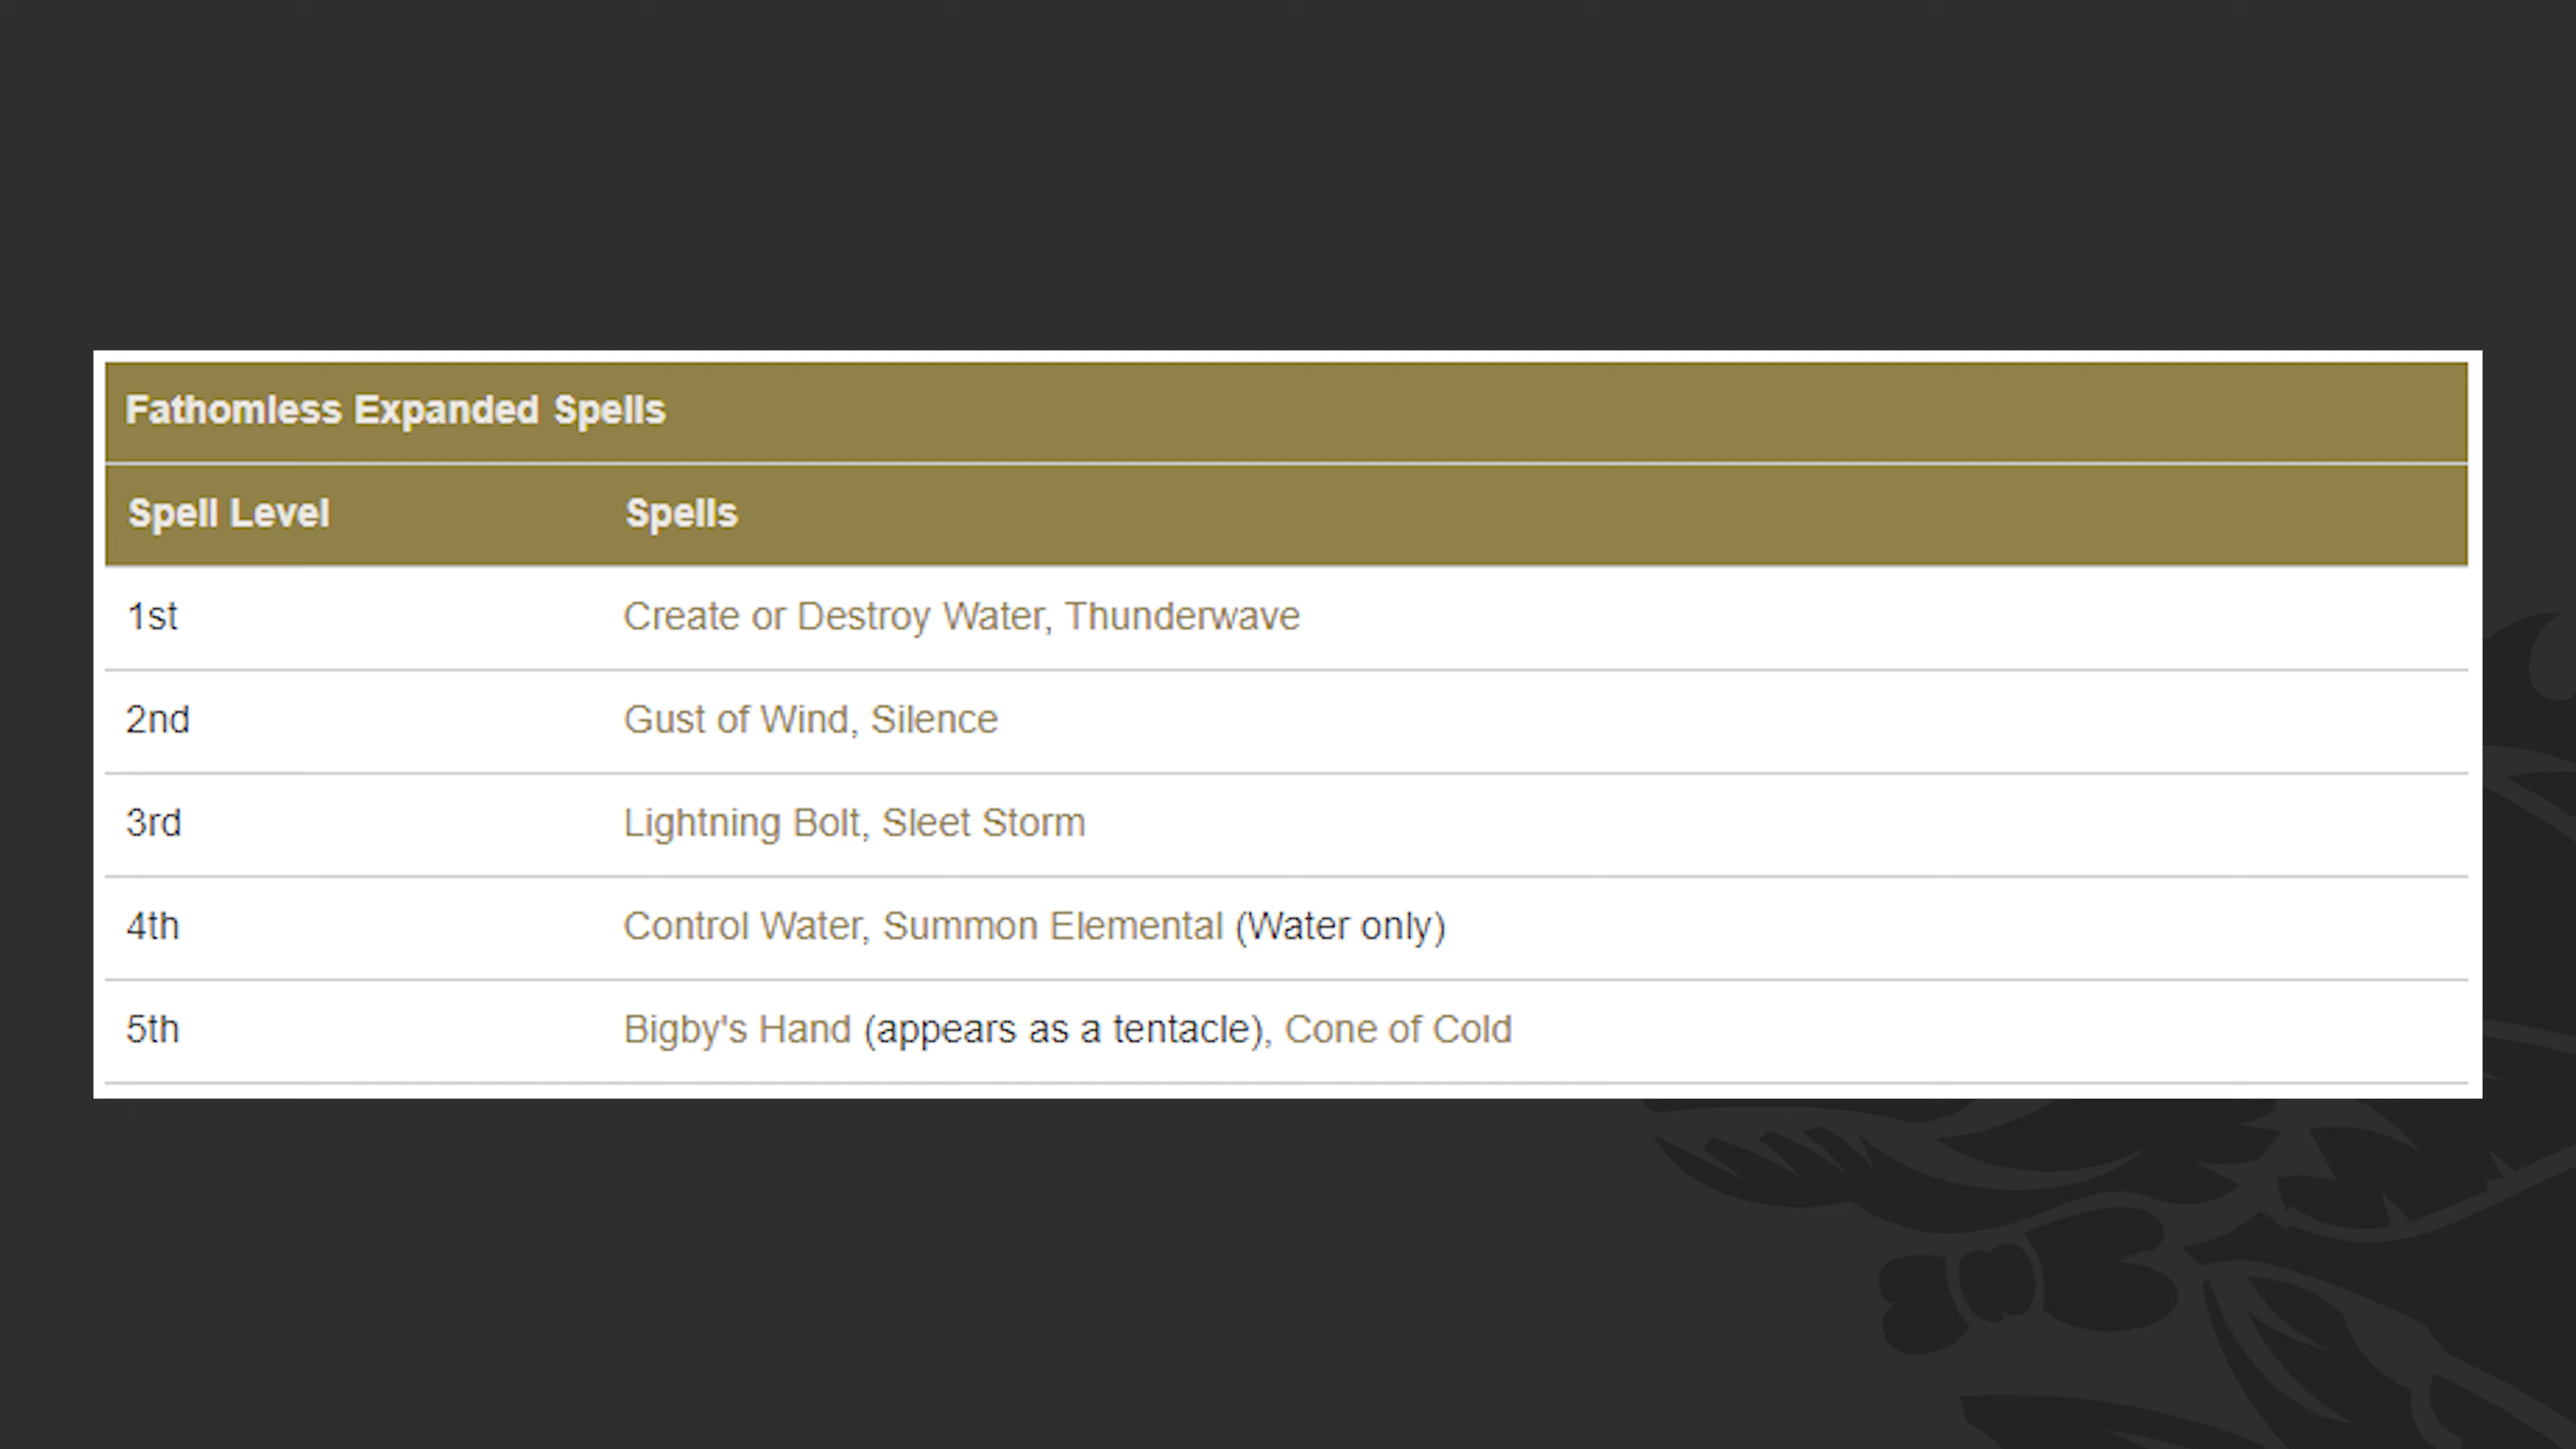 Fathomless Expanded Spells
Spell Level Spells
1st Create or Destroy Water, Thunderwave
2nd Gust of Wind, Silence
3rd Lightning Bolt, Sleet Storm
4th Control Water, Summon Elemental (Water only)
5th Bigby's Hand (appears as a tentacle), Cone of Cold